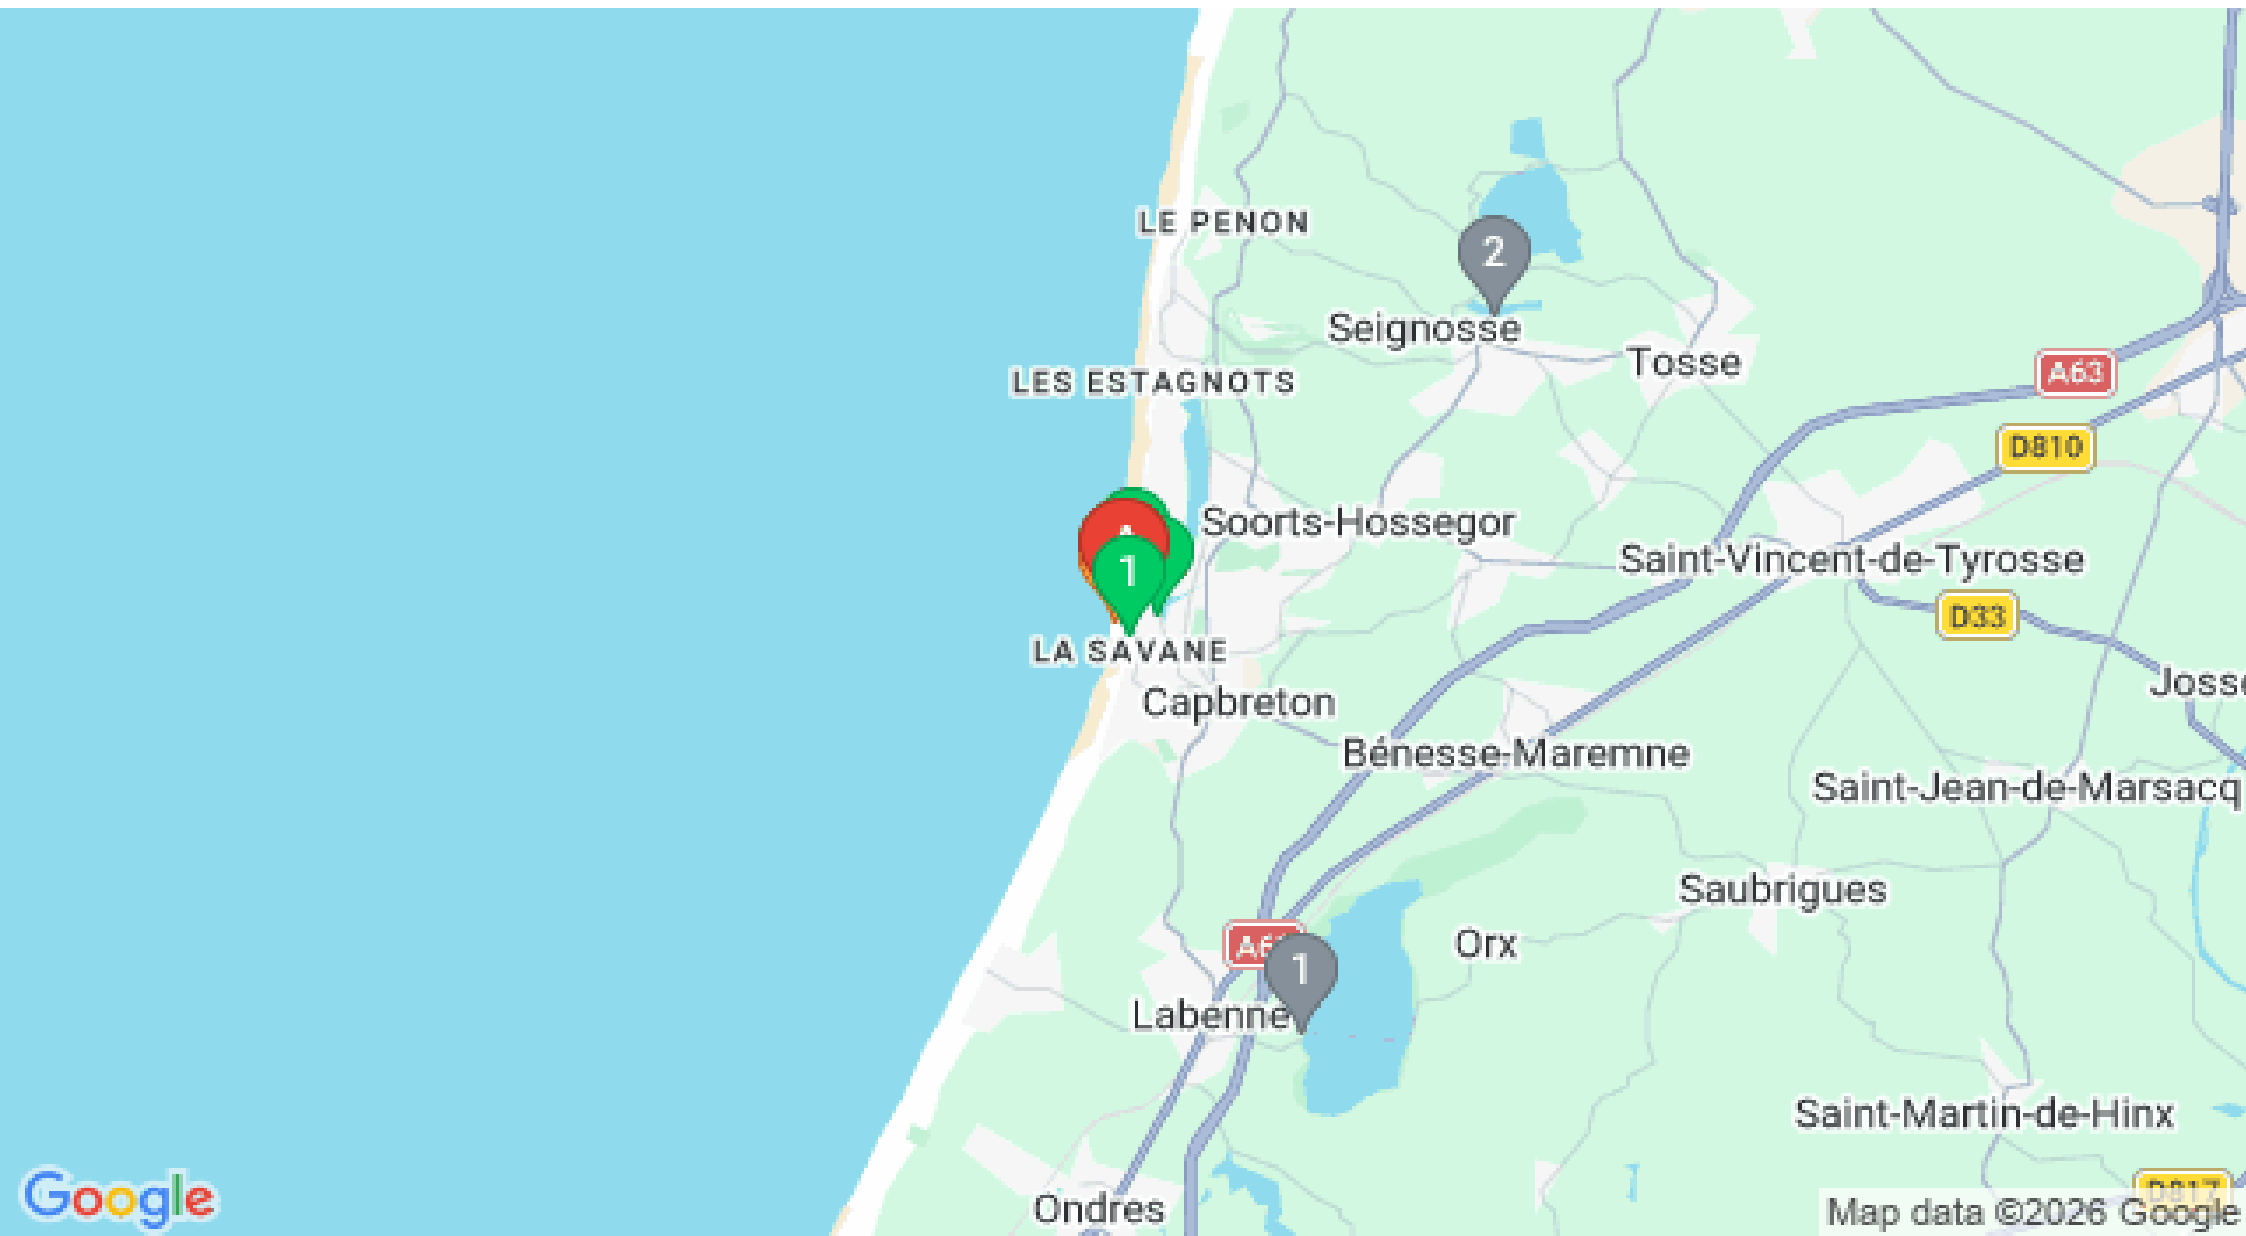 LE PENON
2
Seignosse
Tosse
A63
LES ESTAGNOTS
D810
Soorts-Hossegor
1
Saint-Vincent-de-Tyrosse
D33
LA SAVANE
Capbreton
Bénesse-Maremne
Saint-Jean-de-Marsacq
Saubrigues
Orx
1
Labenne
Saint-Martin-de-Hinx
D817
Ondres
Google
Map data ©2026 Google